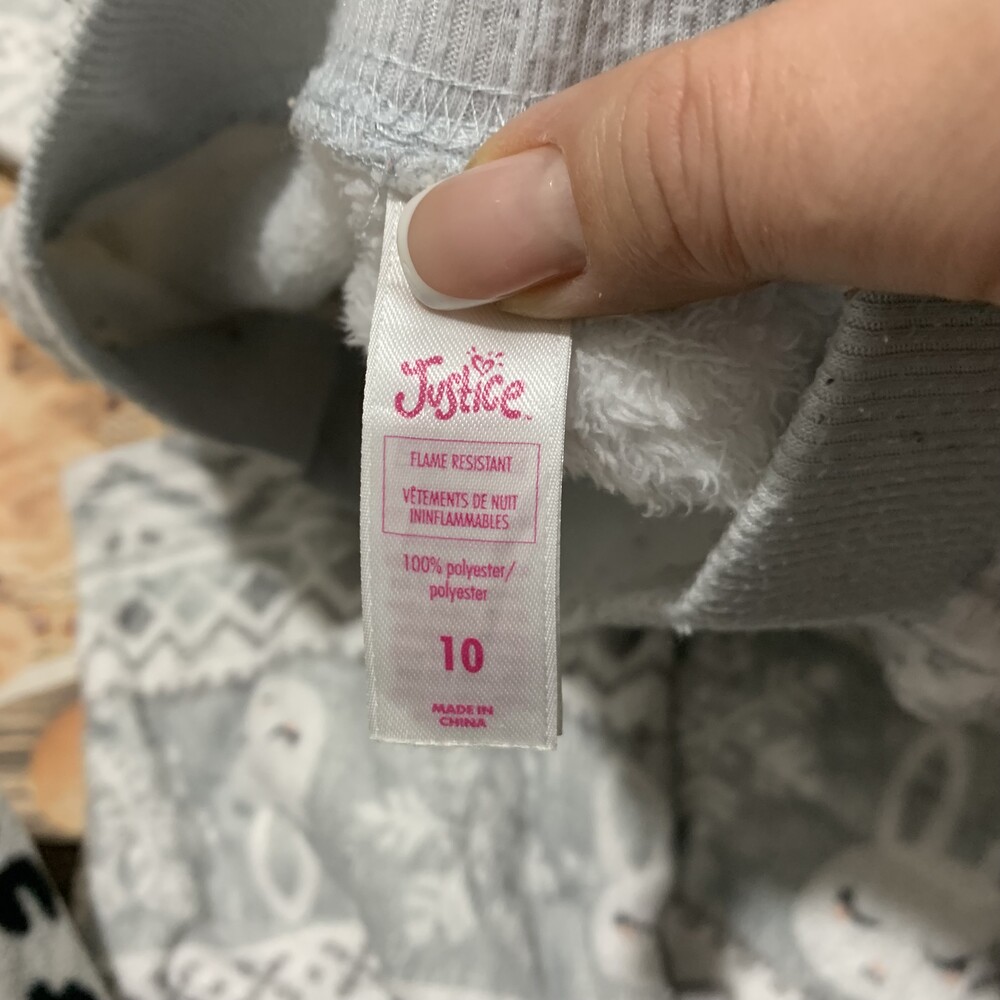 Justice
FLAME RESISTANT
VÊTEMENTS DE NUIT
ININFLAMMABLES
100% polyester/
polyester
10
MADE IN
CHINA